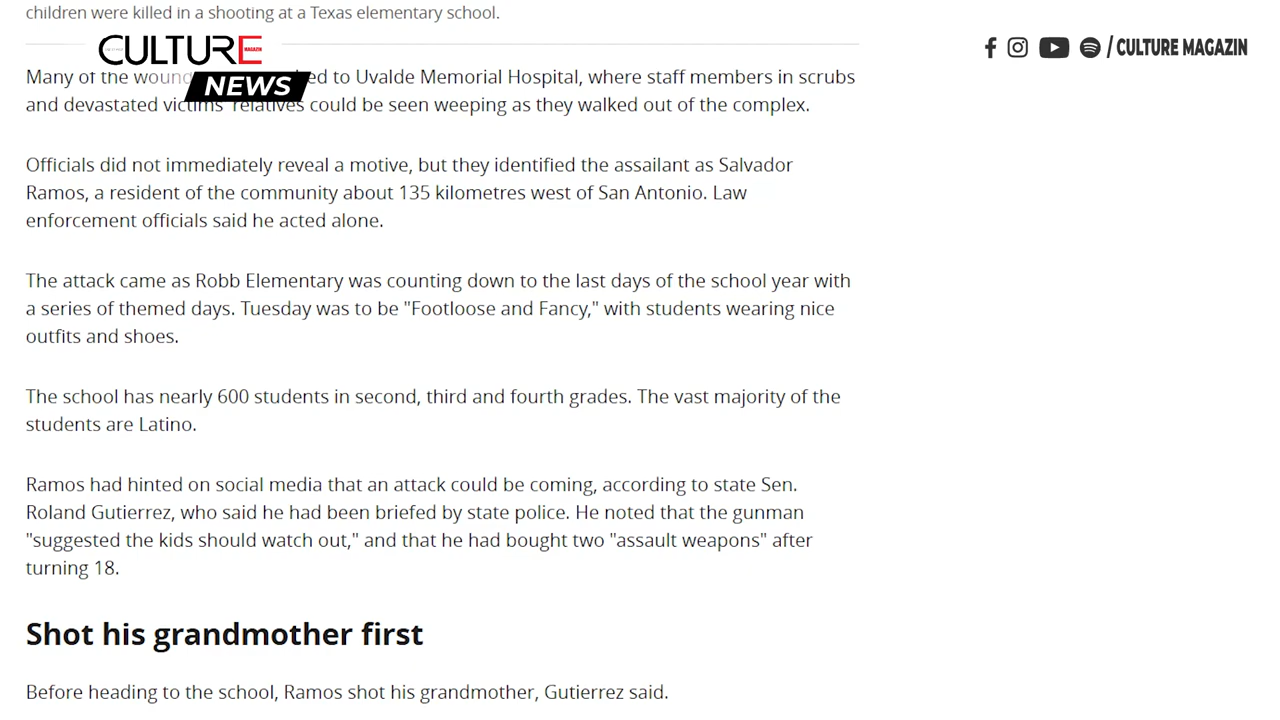 children were killed in a shooting at a Texas elementary school.
CULTURE
MAGAZIN
NEWS
/ CULTURE MAGAZIN
Many of the wound ed to Uvalde Memorial Hospital, where staff members in scrubs
and devastated victims' relatives could be seen weeping as they walked out of the complex.
Officials did not immediately reveal a motive, but they identified the assailant as Salvador
Ramos, a resident of the community about 135 kilometres west of San Antonio. Law
enforcement officials said he acted alone.
The attack came as Robb Elementary was counting down to the last days of the school year with
a series of themed days. Tuesday was to be "Footloose and Fancy," with students wearing nice
outfits and shoes.
The school has nearly 600 students in second, third and fourth grades. The vast majority of the
students are Latino.
Ramos had hinted on social media that an attack could be coming, according to state Sen.
Roland Gutierrez, who said he had been briefed by state police. He noted that the gunman
"suggested the kids should watch out," and that he had bought two "assault weapons" after
turning 18.
Shot his grandmother first
Before heading to the school, Ramos shot his grandmother, Gutierrez said.